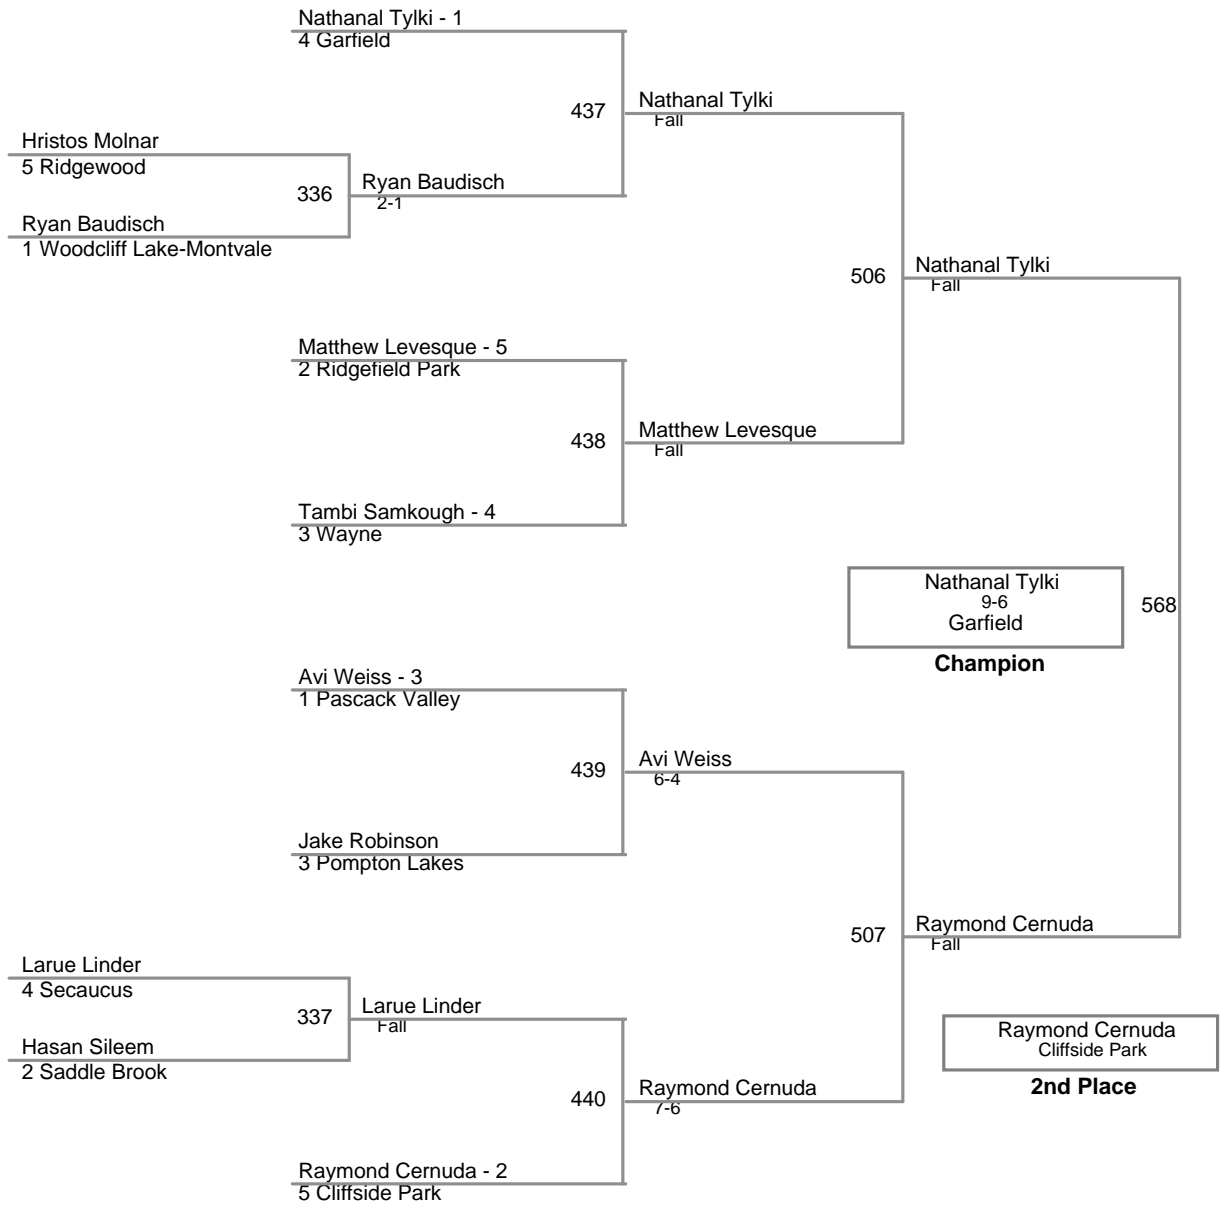 Nathanal Tylki - 1
4 Garfield
437
Nathanal Tylki
Fall
Hristos Molnar
5 Ridgewood
336
Ryan Baudisch
2-1
Ryan Baudisch
1 Woodcliff Lake-Montvale
506
Nathanal Tylki
Fall
Matthew Levesque - 5
2 Ridgefield Park
438
Matthew Levesque
Fall
Tambi Samkough - 4
3 Wayne
Nathanal Tylki
9-6
Garfield
568
Champion
Avi Weiss - 3
1 Pascack Valley
439
Avi Weiss
6-4
Jake Robinson
3 Pompton Lakes
507
Raymond Cernuda
Fall
Larue Linder
4 Secaucus
337
Larue Linder
Fall
Hasan Sileem
2 Saddle Brook
Raymond Cernuda
Cliffside Park
2nd Place
440
Raymond Cernuda
7-6
Raymond Cernuda - 2
5 Cliffside Park